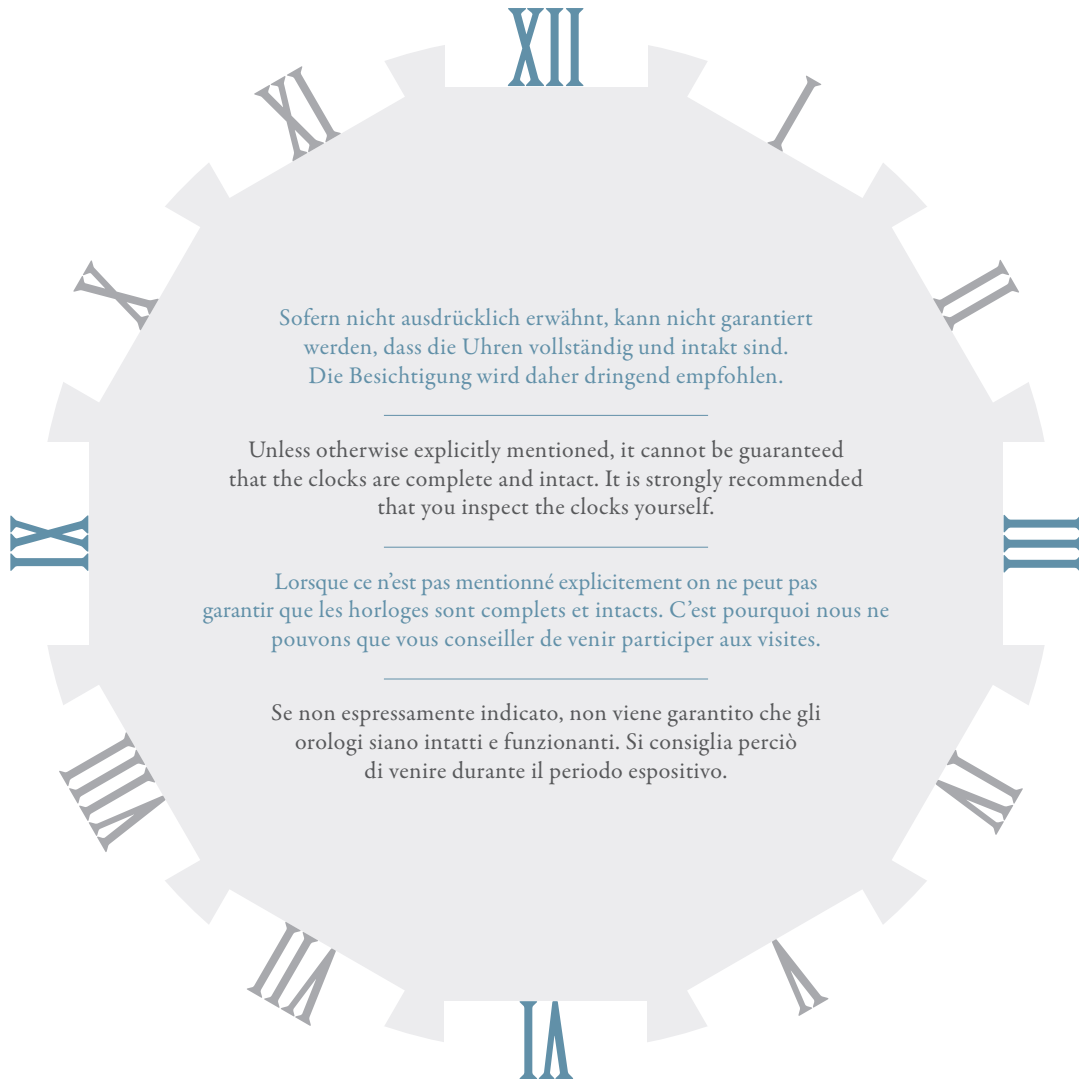 XII
XI
I
X
II
Sofern nicht ausdrücklich erwähnt, kann nicht garantiert
werden, dass die Uhren vollständig und intakt sind.
Die Besichtigung wird daher dringend empfohlen.
Unless otherwise explicitly mentioned, it cannot be guaranteed
that the clocks are complete and intact. It is strongly recommended
that you inspect the clocks yourself.
IX
III
Lorsque ce n’est pas mentionné explicitement on ne peut pas
garantir que les horloges sont complets et intacts. C’est pourquoi nous ne
pouvons que vous conseiller de venir participer aux visites.
Se non espressamente indicato, non viene garantito che gli
orologi siano intatti e funzionanti. Si consiglia perciò
di venire durante il periodo espositivo.
VIII
IV
VII
V
VI